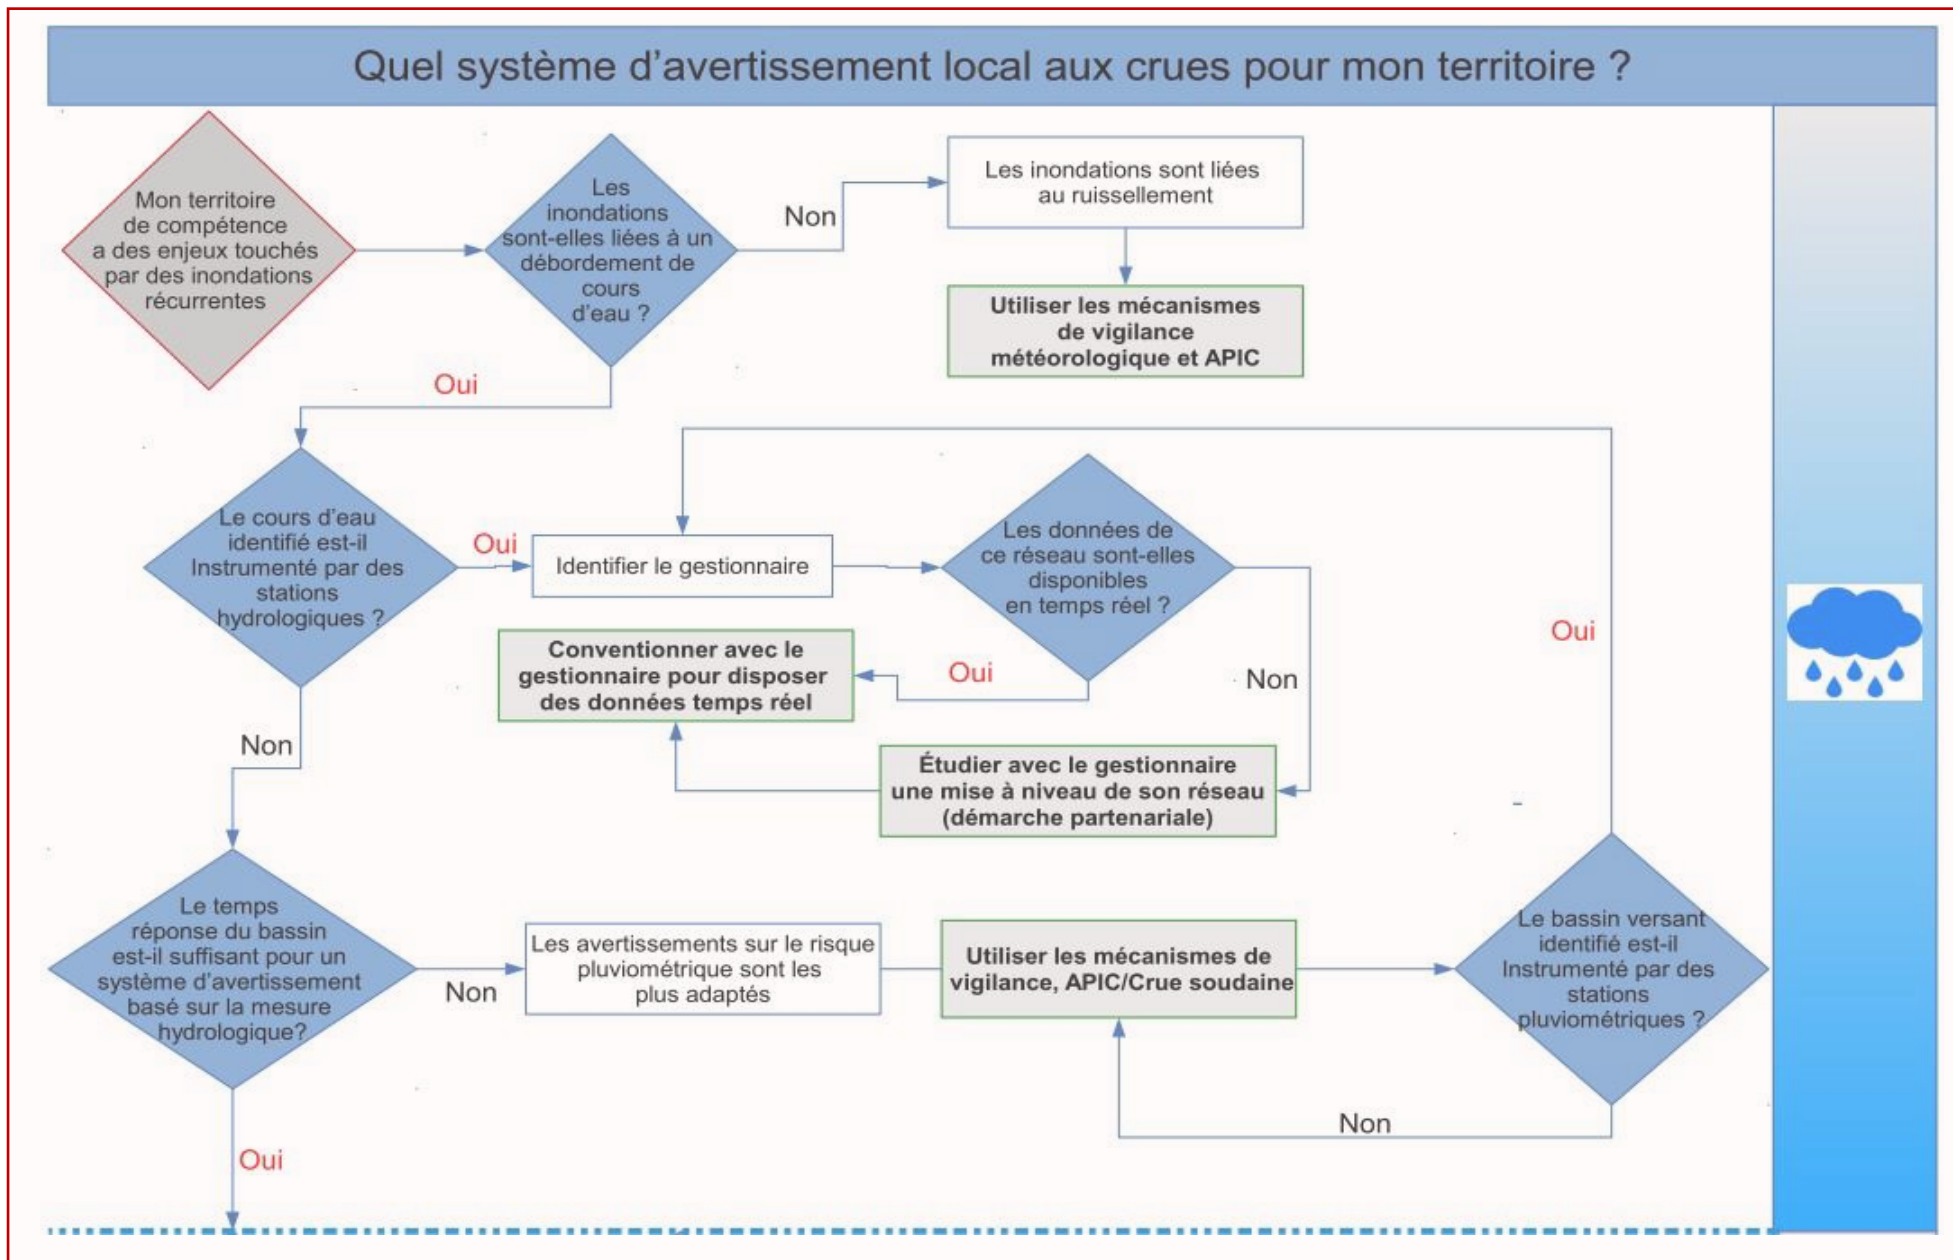 Quel système d’avertissement local aux crues pour mon territoire ?
Mon territoire
de compétence
a des enjeux touchés
par des inondations
récurrentes
Les
inondations
sont-elles liées à un
débordement de
cours
d’eau ?
Non
Les inondations sont liées
au ruissellement
Utiliser les mécanismes
de vigilance
météorologique et APIC
Oui
Le cours d’eau
identifié est-il
Instrumenté par des
stations
hydrologiques ?
Oui
Identifier le gestionnaire
Les données de
ce réseau sont-elles
disponibles
en temps réel ?
Oui
Conventionner avec le
gestionnaire pour disposer
des données temps réel
Oui
Non
Non
Étudier avec le gestionnaire
une mise à niveau de son réseau
(démarche partenariale)
Le temps
réponse du bassin
est-il suffisant pour un
système d’avertissement
basé sur la mesure
hydrologique?
Non
Les avertissements sur le risque
pluviométrique sont les
plus adaptés
Utiliser les mécanismes de
vigilance, APIC/Crue soudaine
Le bassin versant
identifié est-il
Instrumenté par des
stations
pluviométriques ?
Non
Oui